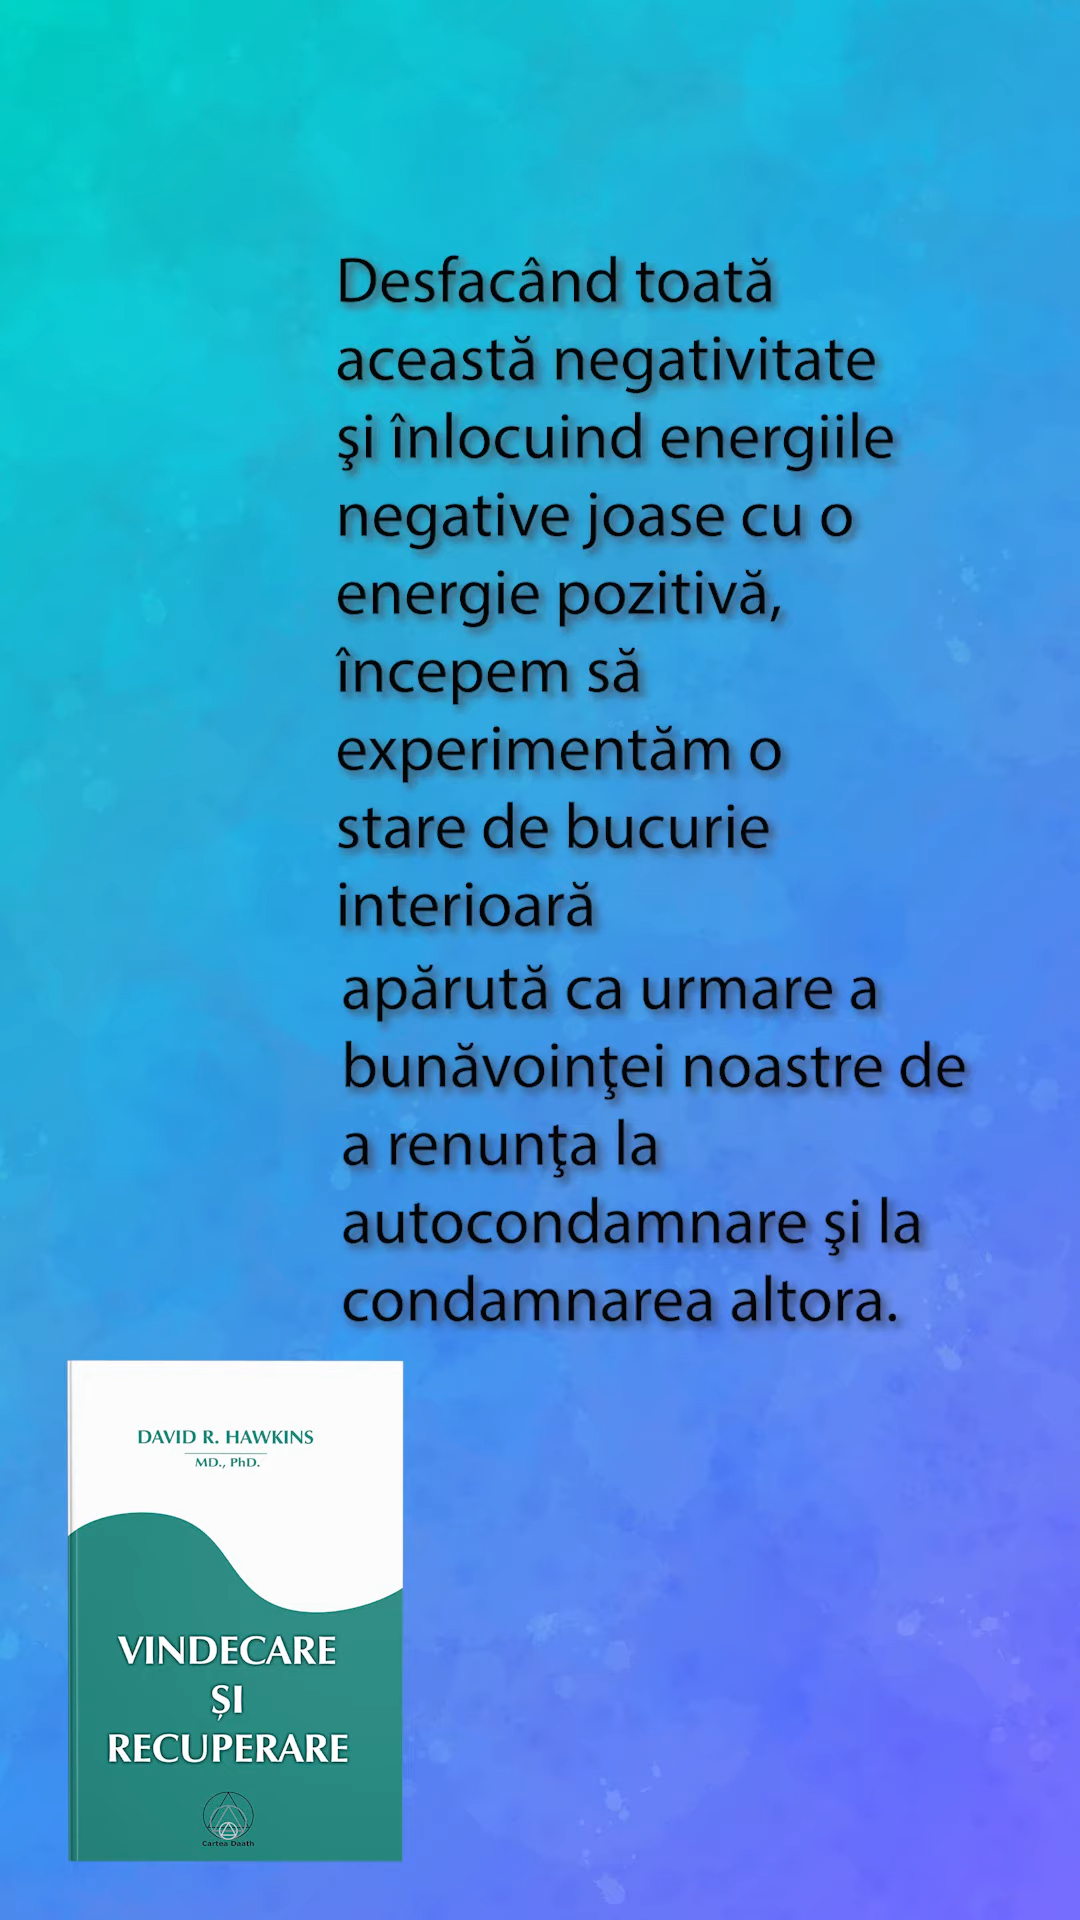 Desfacând toată
această negativitate
şi înlocuind energiile
negative joase cu o
energie pozitivă,
începem să
experimentăm o
stare de bucurie
interioară
apărută ca urmare a
bunăvoinţei noastre de
a renunţa la
autocondamnare şi la
condamnarea altora.
DAVID R. HAWKINS
MD., PhD.
VINDECARE
ȘI
RECUPERARE
Cartea Daath